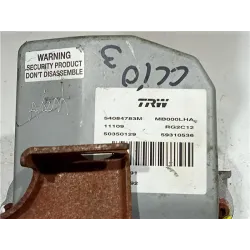 WARNING
SECURITY PRODUCT
DON'T DISASSEMBLE
CLIO 3
TRW
54084783M MB000LHA
11109 RG2C12
50350129 59310536